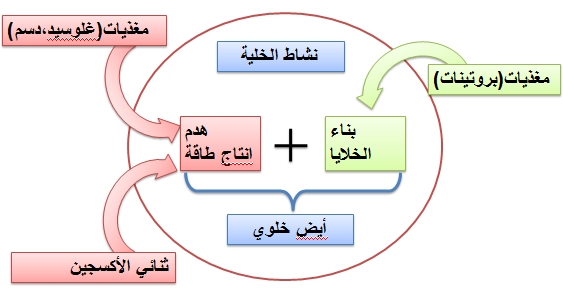 مغذيات(غلوسيد،دسم)
نشاط الخلية
مغذيات(بروتينات)
بناء
الخلايا
+
هدم
انتاج طاقة
أيض خلوي
ثنائي الأكسجين